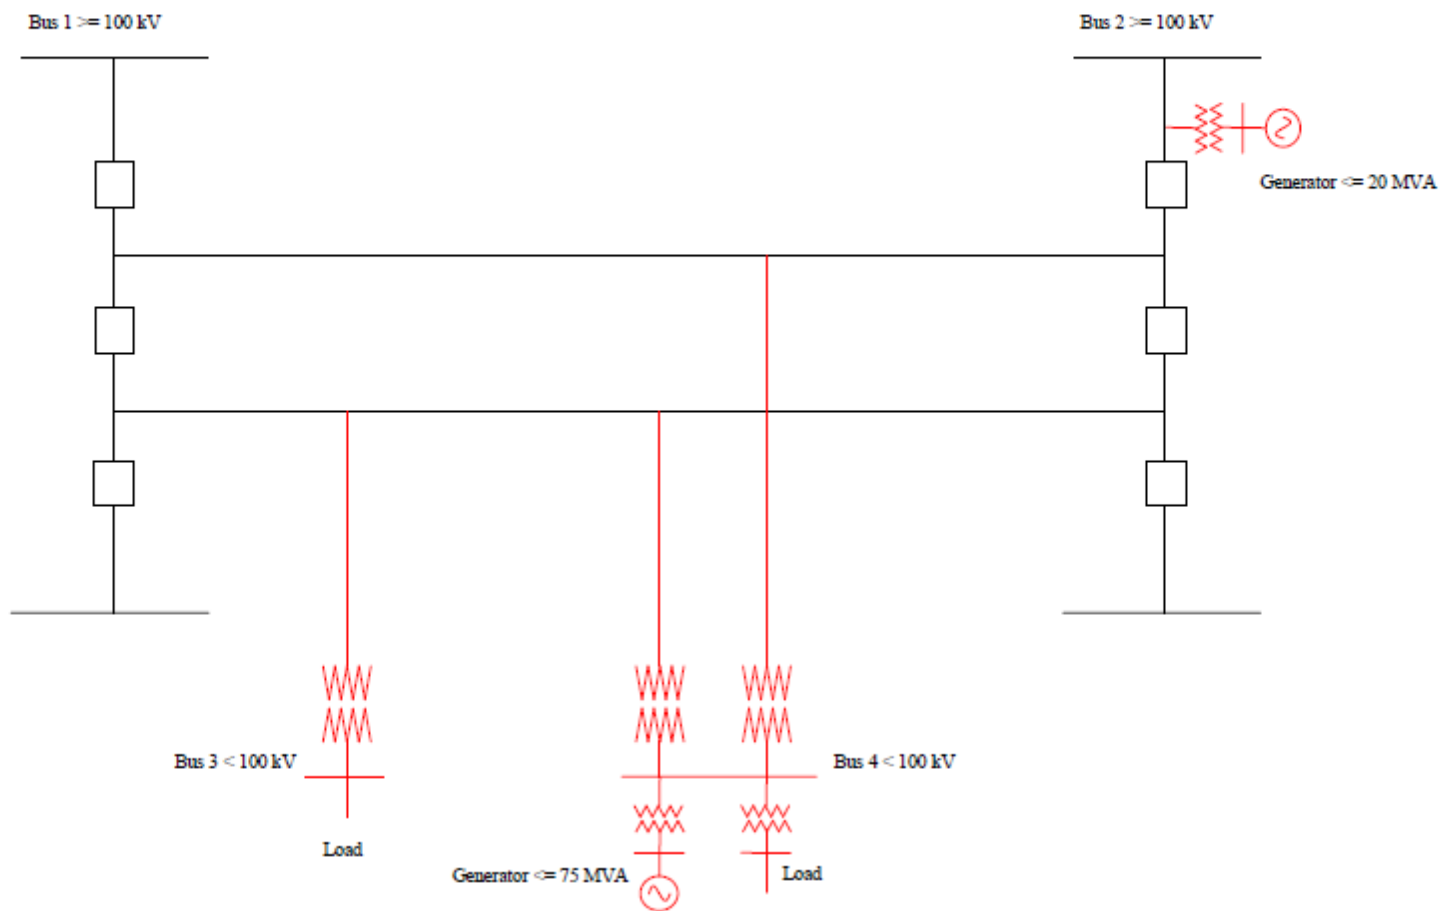 Bus 1 >= 100 kV
Bus 2 >= 100 kV
Generator <= 20 MVA
Bus 3 < 100 kV
Bus 4 < 100 kV
Load
Generator <= 75 MVA
Load